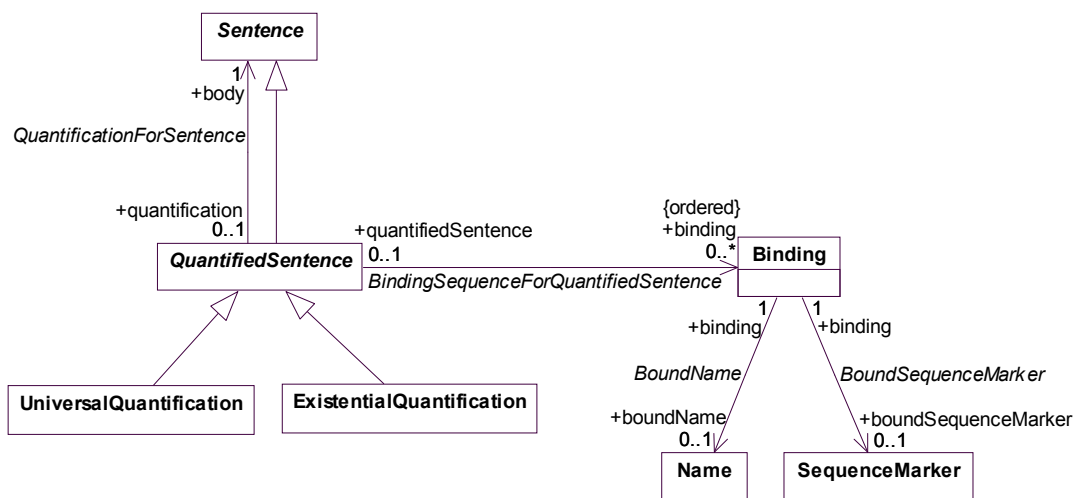 Sentence
1
+body
QuantificationForSentence
+quantification
0..1
QuantifiedSentence
+quantifiedSentence
0..1
BindingSequenceForQuantifiedSentence
{ordered}
+binding
0..*
Binding
UniversalQuantification
ExistentialQuantification
1
+binding
BoundName
+boundName
0..1
Name
1
+binding
BoundSequenceMarker
+boundSequenceMarker
0..1
SequenceMarker